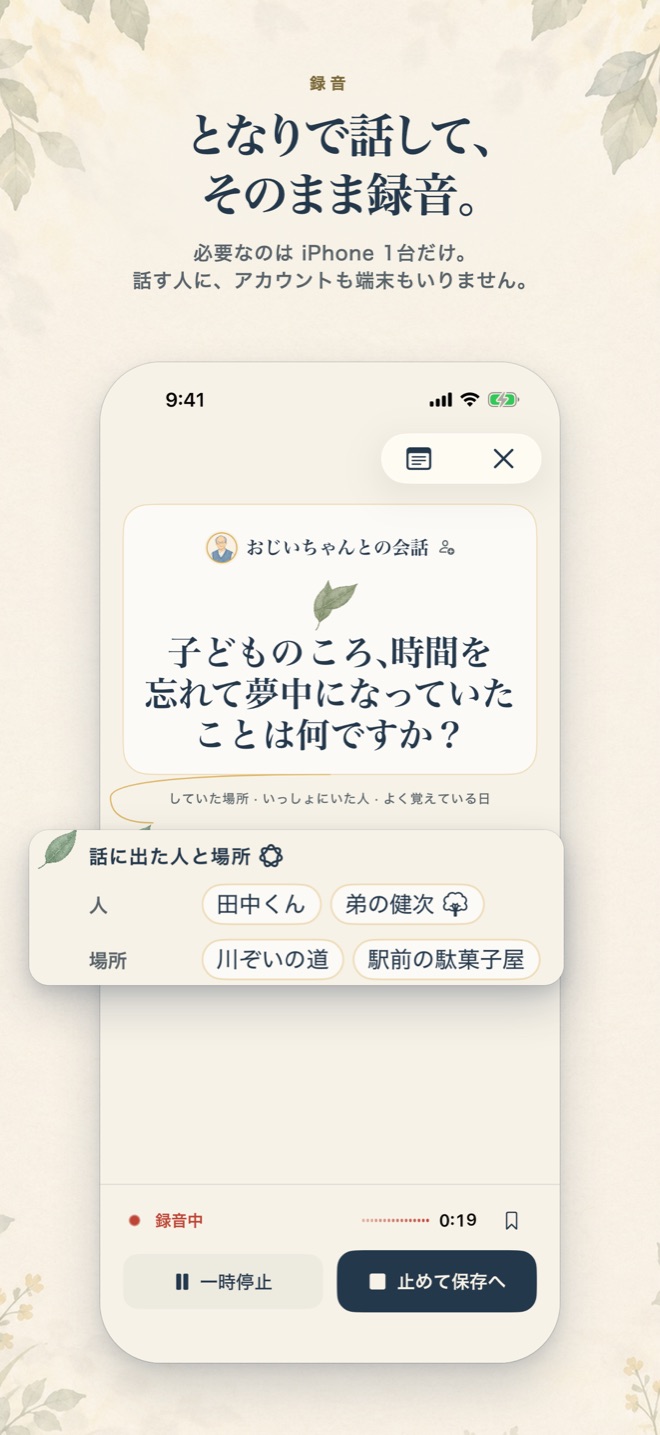 録音
となりで話して、
そのまま録音。
必要なのは iPhone 1台だけ。
話す人に、アカウントも端末もいりません。
9:41
おじいちゃんとの会話
子どものころ、時間を
忘れて夢中になっていた
ことは何ですか？
していた場所 · いっしょにいた人 · よく覚えている日
話に出た人と場所
人 田中くん 弟の健次
場所 川ぞいの道 駅前の駄菓子屋
録音中 0:19
一時停止 止めて保存へ